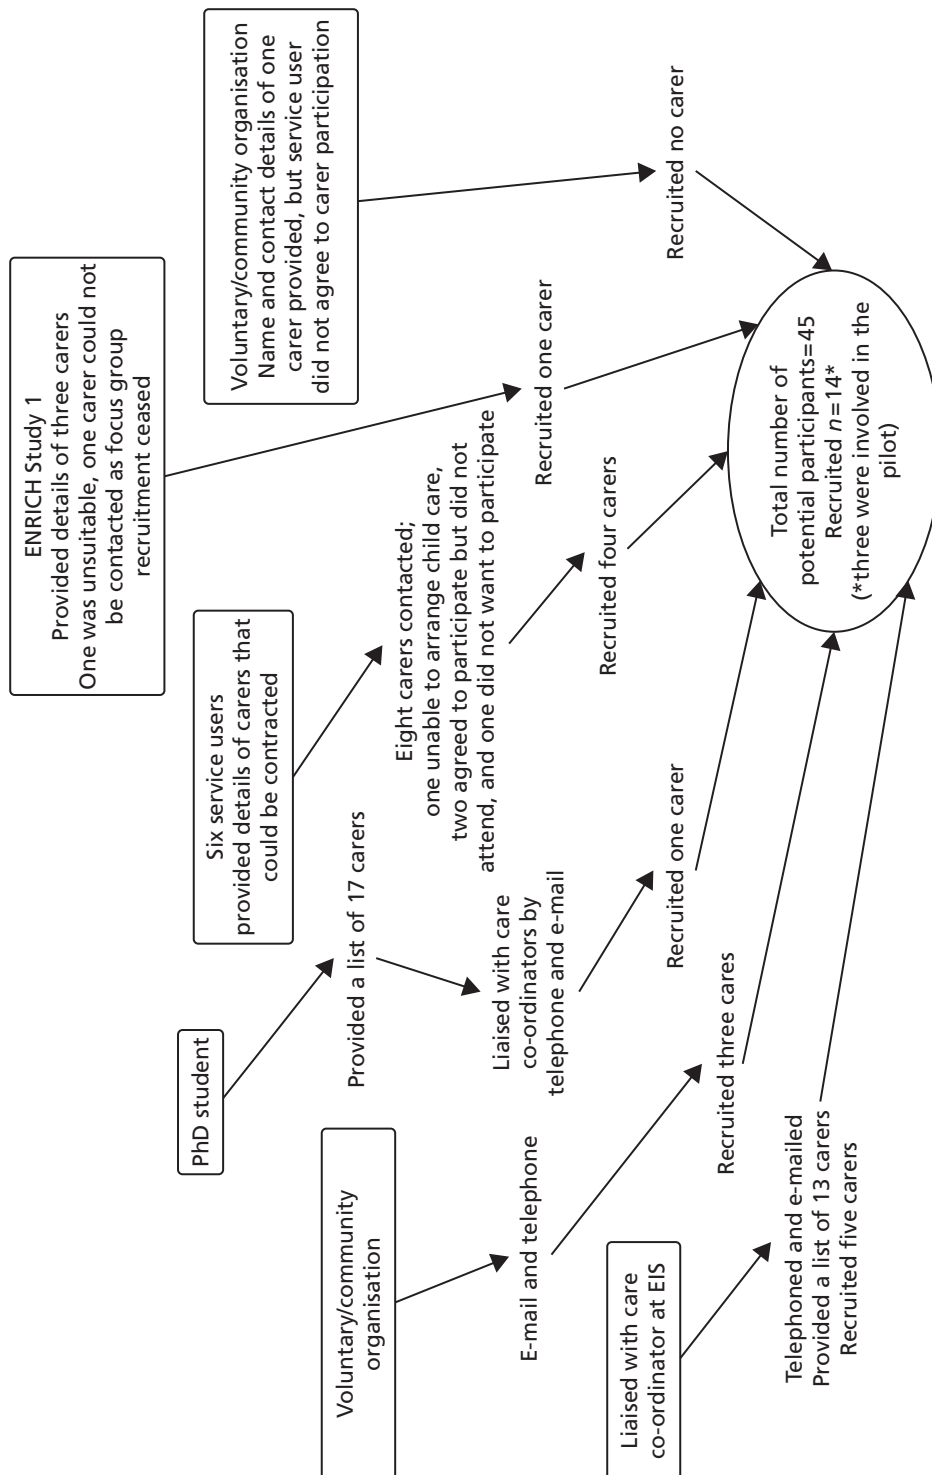 Liaised with care
co-ordinator at EIS
Telephoned and e-mailed
Provided a list of 13 carers
Recruited five carers
Voluntary/community
organisation
E-mail and telephone
Recruited three cares
PhD student
Provided a list of 17 carers
Liaised with care
co-ordinators by
telephone and e-mail
Recruited one carer
Six service users
provided details of carers that
could be contracted
Eight carers contacted;
one unable to arrange child care,
two agreed to participate but did not
attend, and one did not want to participate
Recruited four carers
ENRICH Study 1
Provided details of three carers
One was unsuitable, one carer could not
be contacted as focus group
recruitment ceased
Recruited one carer
Voluntary/community organisation
Name and contact details of one
carer provided, but service user
did not agree to carer participation
Recruited no carer
Total number of
potential participants=45
Recruited n=14*
(*three were involved in the
pilot)